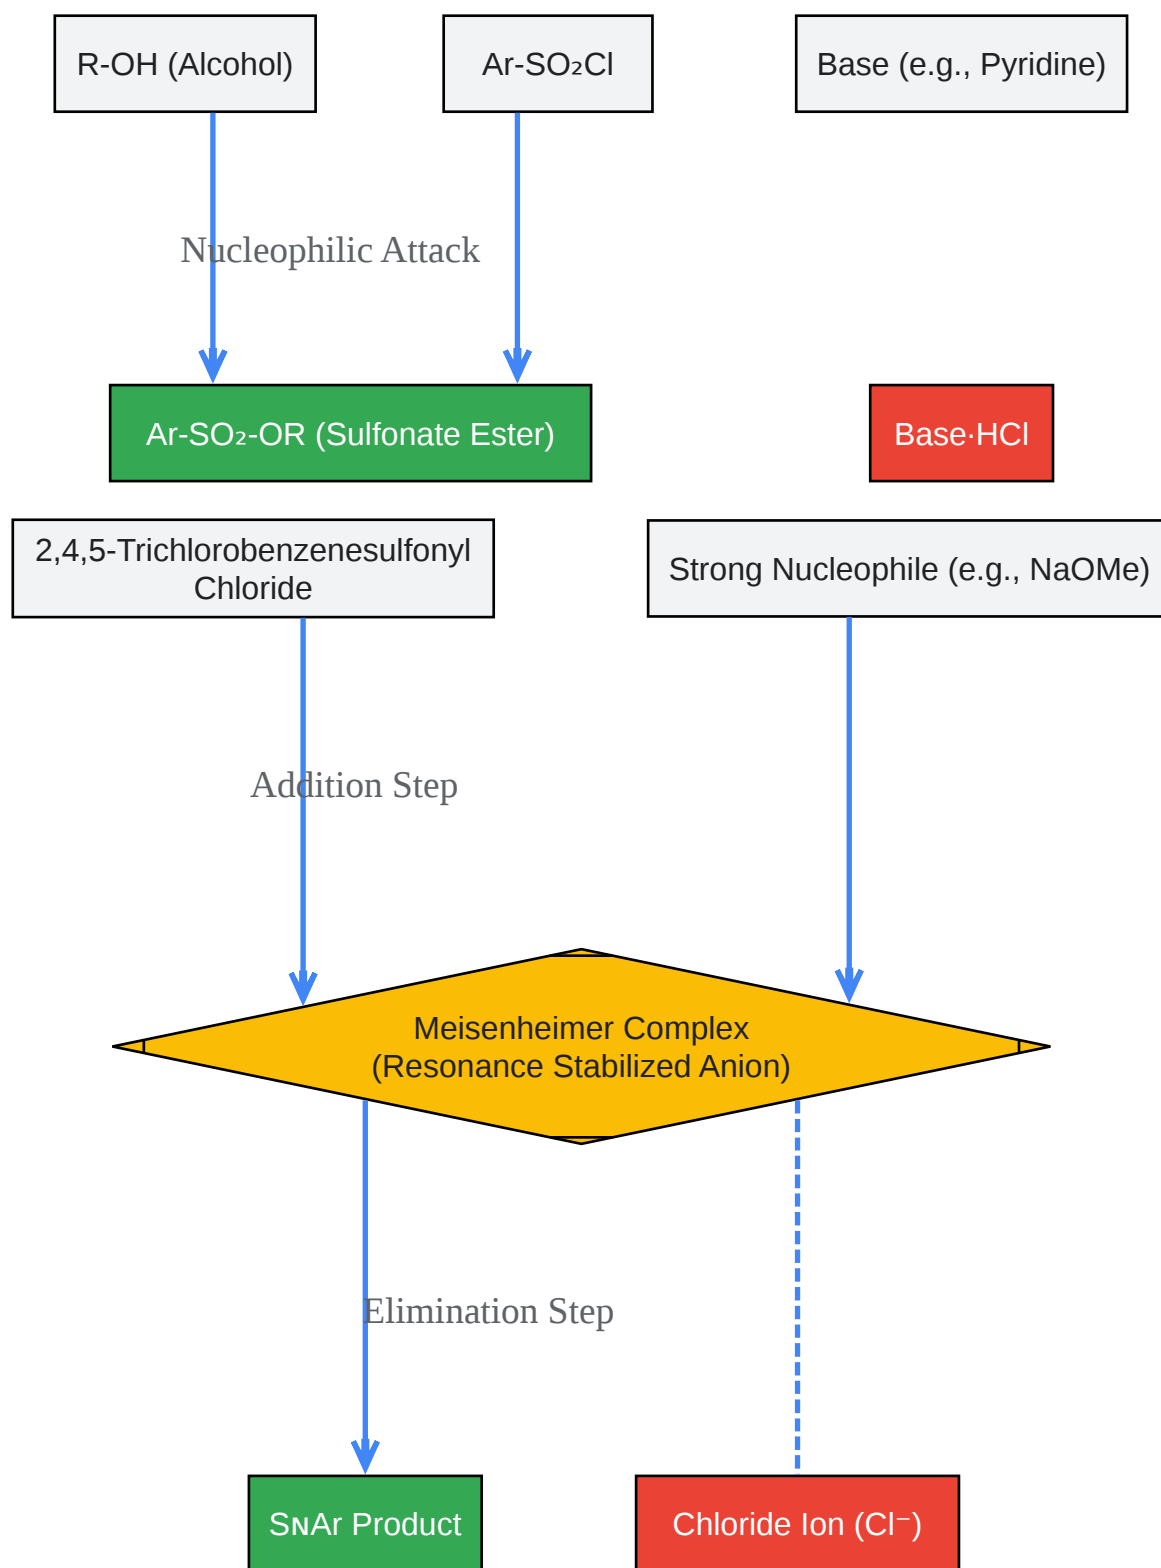 R-OH (Alcohol)
Ar-SO₂Cl
Base (e.g., Pyridine)
Nucleophilic Attack
Ar-SO₂-OR (Sulfonate Ester)
Base·HCl
2,4,5-Trichlorobenzenesulfonyl
Chloride
Strong Nucleophile (e.g., NaOMe)
Addition Step
Meisenheimer Complex
(Resonance Stabilized Anion)
Elimination Step
SɴAr Product
Chloride Ion (Cl⁻)